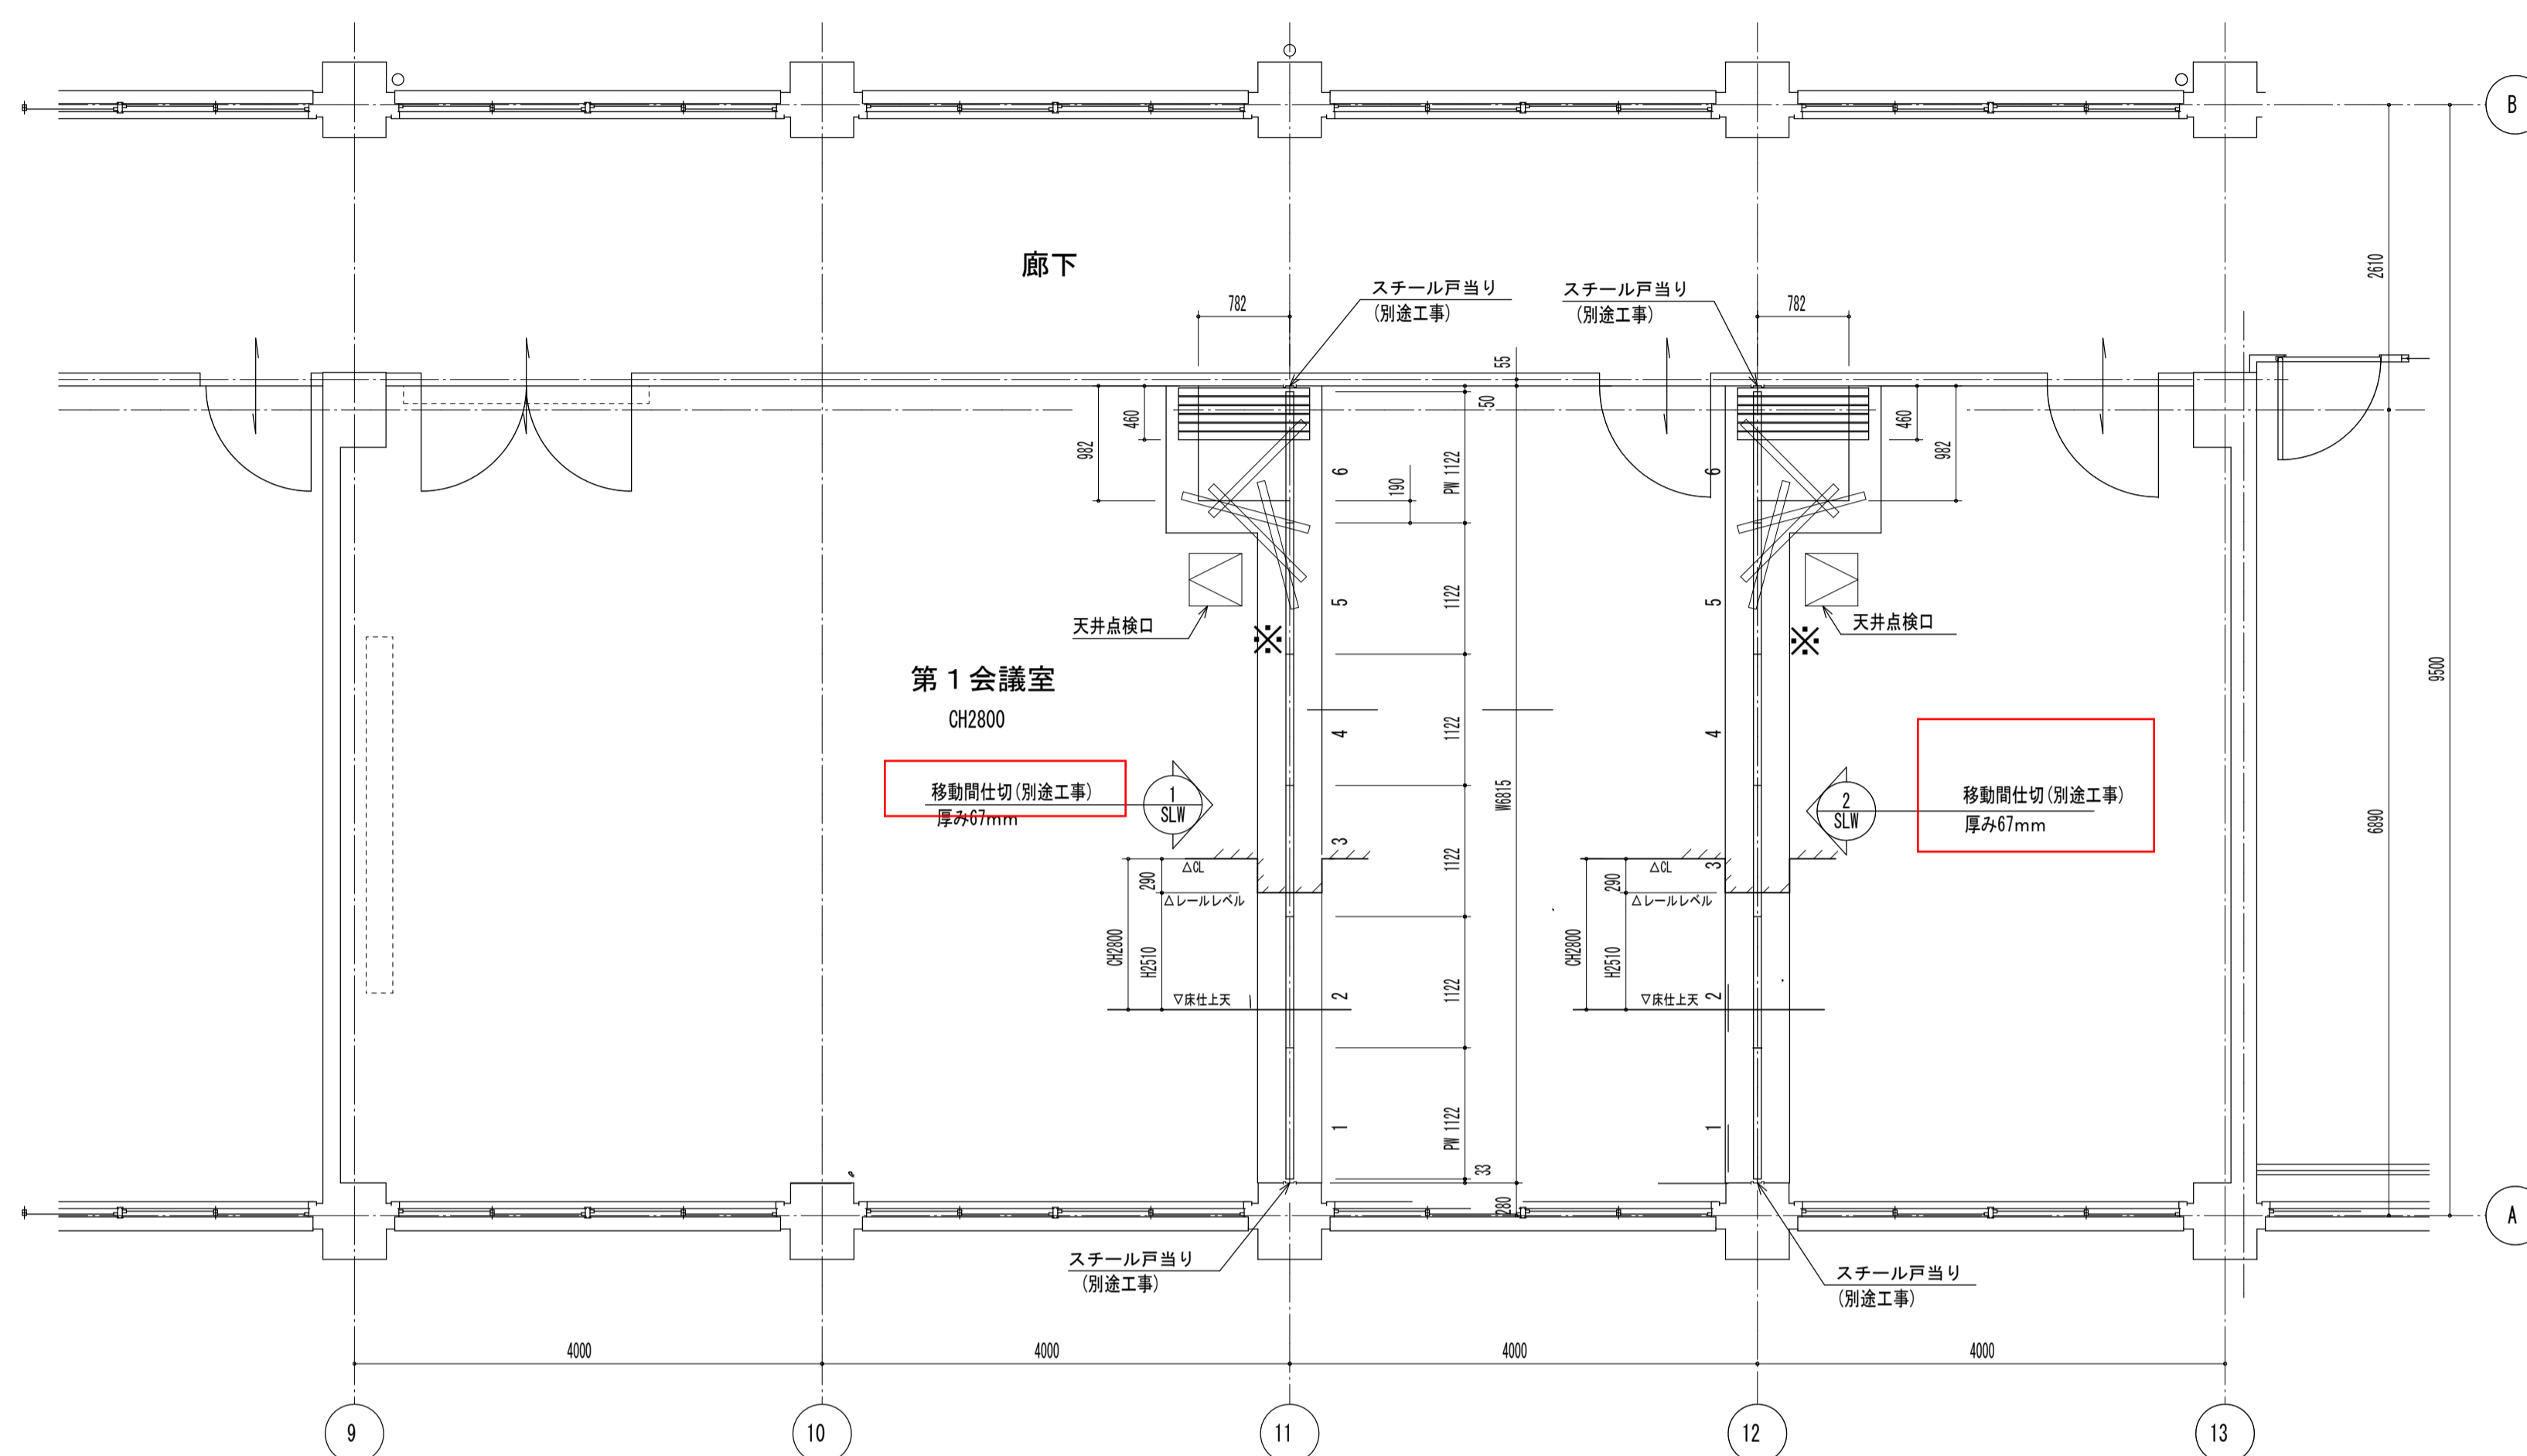 B
2610
廊下
スチール戸当り
(別途工事)
スチール戸当り
(別途工事)
782
782
55
50
460
982
460
982
190
6
PW 1122
6
5
1122
5
天井点検口
※
※
天井点検口
9500
第1会議室
CH2800
4
1122
4
W6815
6890
移動間仕切(別途工事)
厚み67mm
1
SLW
2
SLW
移動間仕切(別途工事)
厚み67mm
3
1122
3
△CL
290
△レールレベル
△CL
290
△レールレベル
CH2800
H2510
CH2800
H2510
▽床仕上天
2
1122
▽床仕上天
2
1
PW 1122
1
33
280
A
スチール戸当り
(別途工事)
スチール戸当り
(別途工事)
4000
4000
4000
4000
9
10
11
12
13